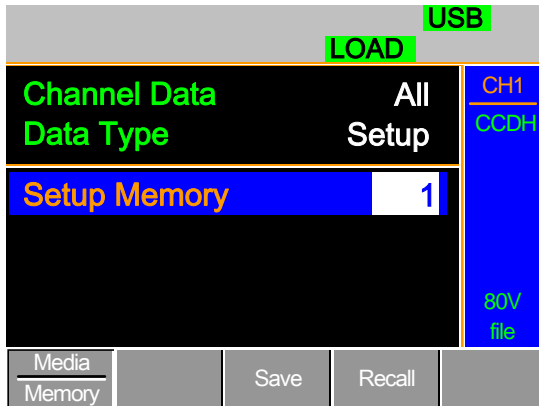 USB
LOAD
Channel Data All
Data Type Setup
Setup Memory 1
CH1
CCDH
80V
file
Media
Memory
Save
Recall